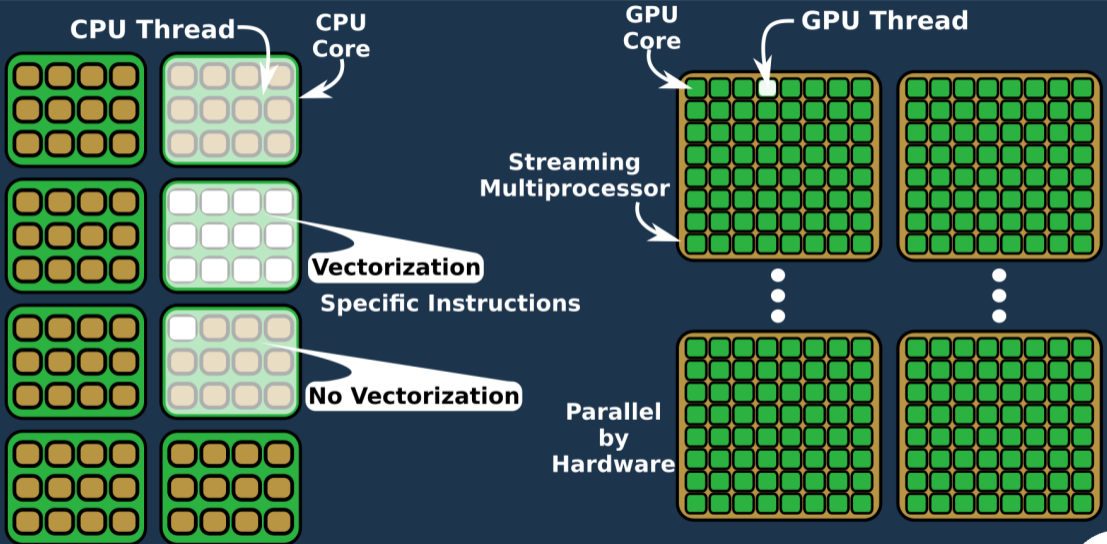 CPU Thread
CPU
Core
Vectorization
Specific Instructions
No Vectorization
GPU
Core
GPU Thread
Streaming
Multiprocessor
Parallel
by
Hardware